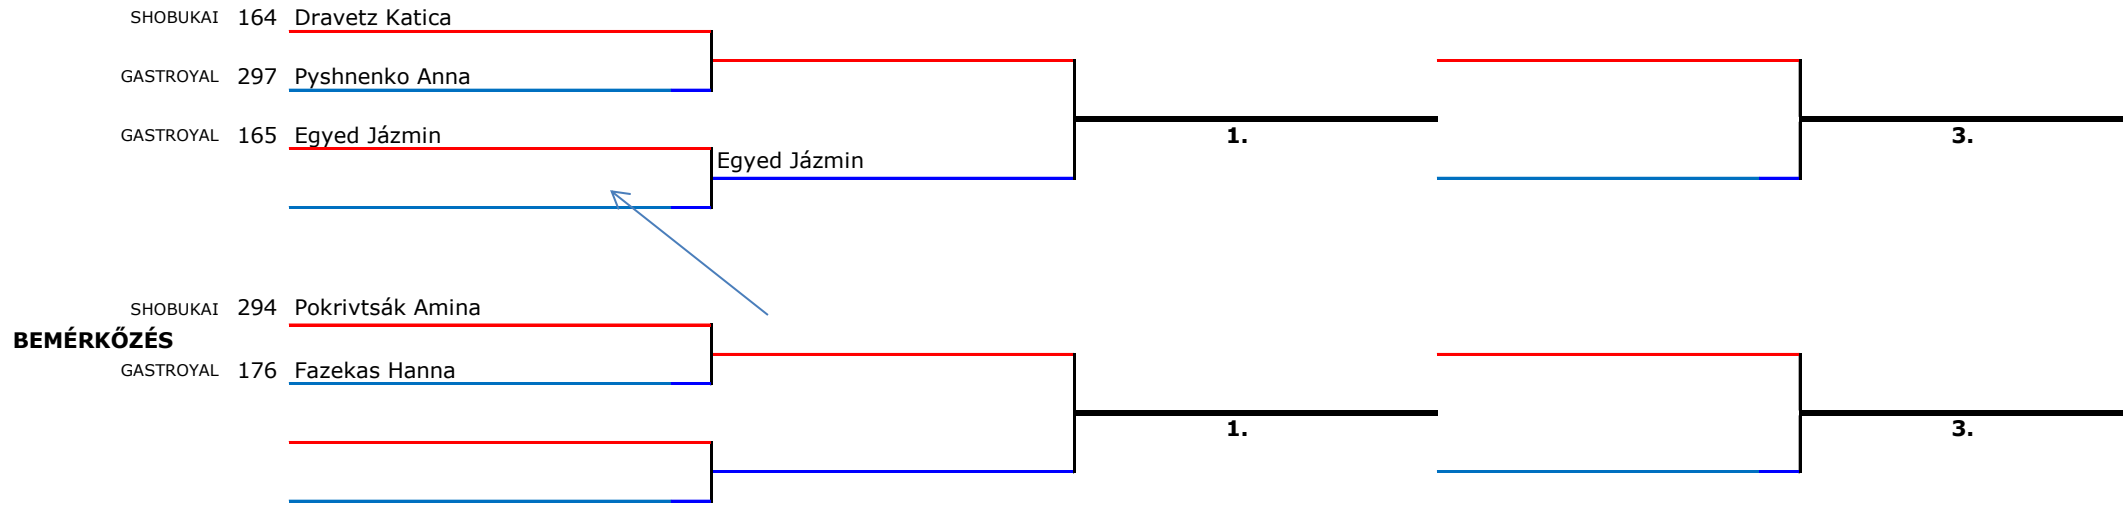 SHOBUKAI 164 Dravetz Katica
GASTROYAL 297 Pyshnenko Anna
GASTROYAL 165 Egyed Jázmin
1.
3.
Egyed Jázmin
SHOBUKAI 294 Pokrivtsák Amina
BEMÉRKŐZÉS
GASTROYAL 176 Fazekas Hanna
1.
3.